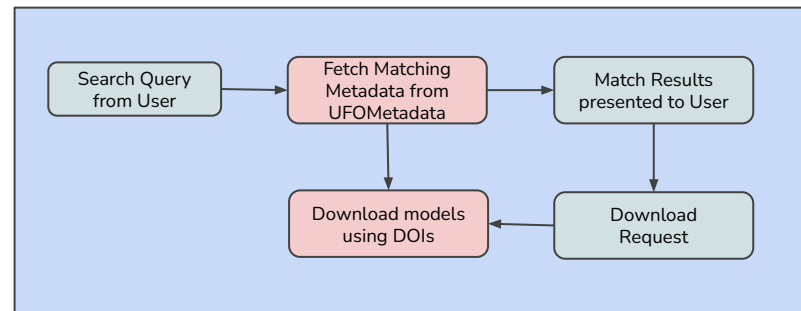 Search Query
from User
Fetch Matching
Metadata from
UFOMetadata
Match Results
presented to User
Download models
using DOIs
Download
Request